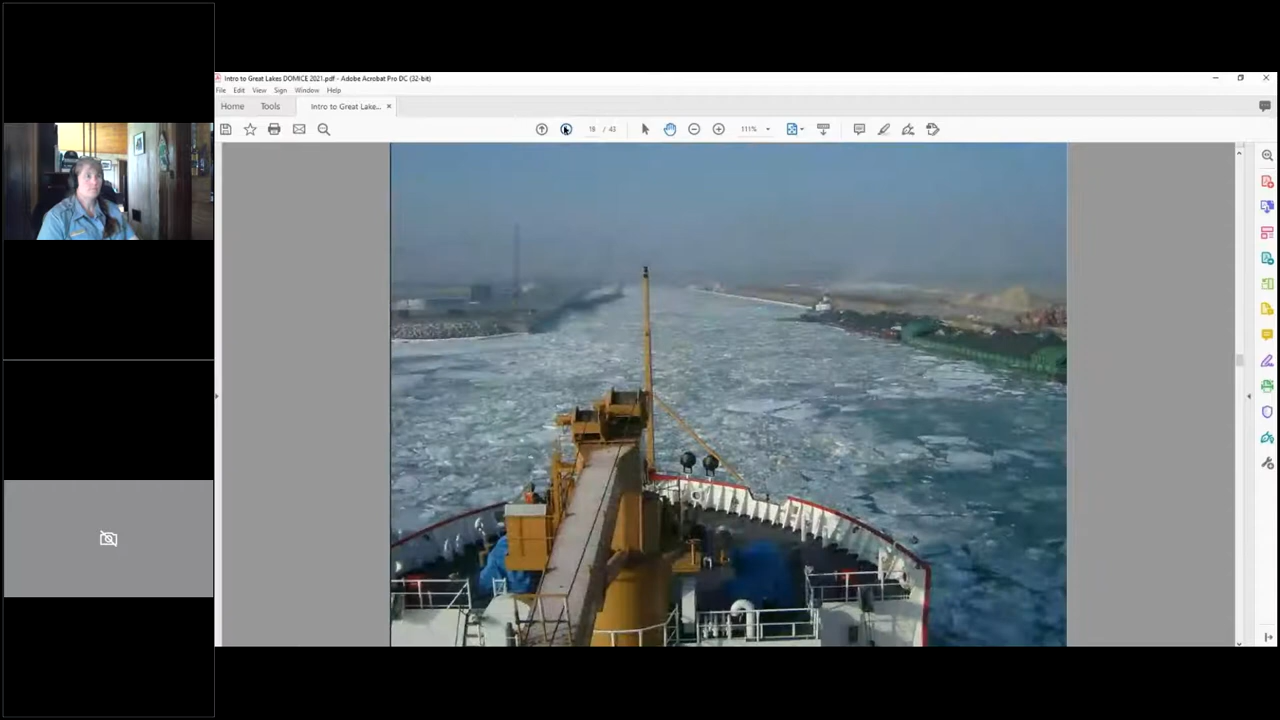 Intro to Great Lakes DOMICE 2021.pdf - Adobe Acrobat Pro DC (32-bit)
File Edit View Sign Window Help
Home Tools Intro to Great Lake... ×
19 / 43 111%